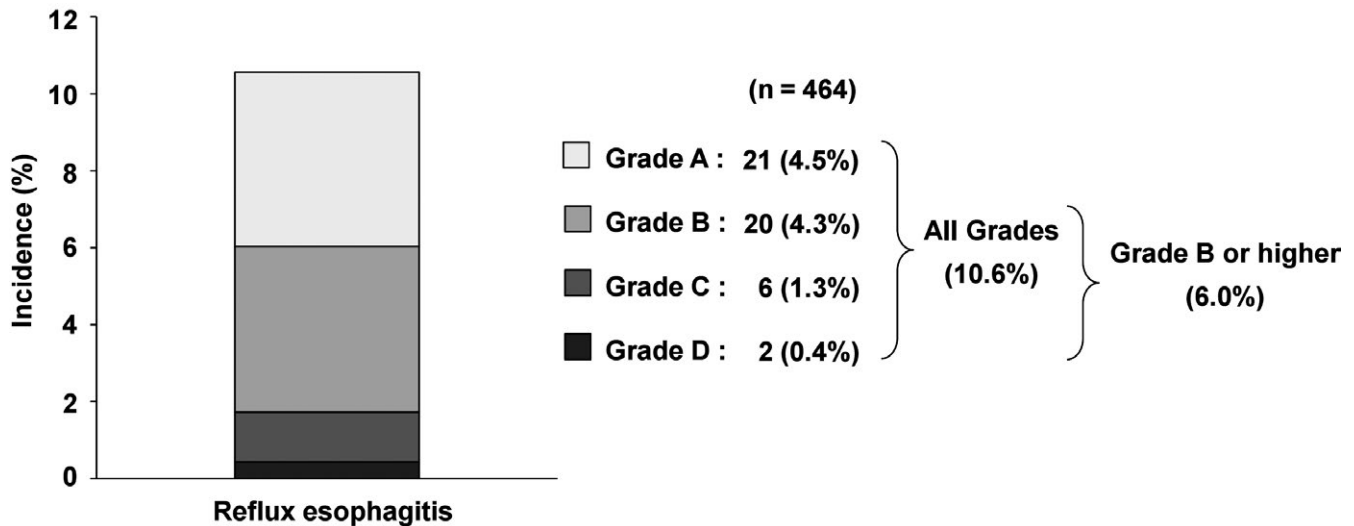 12
10
8
6
4
2
0
Incidence (%)
Reflux esophagitis
(n = 464)
Grade A : 21 (4.5%)
Grade B : 20 (4.3%)
Grade C : 6 (1.3%)
Grade D : 2 (0.4%)
All Grades
(10.6%)
Grade B or higher
(6.0%)